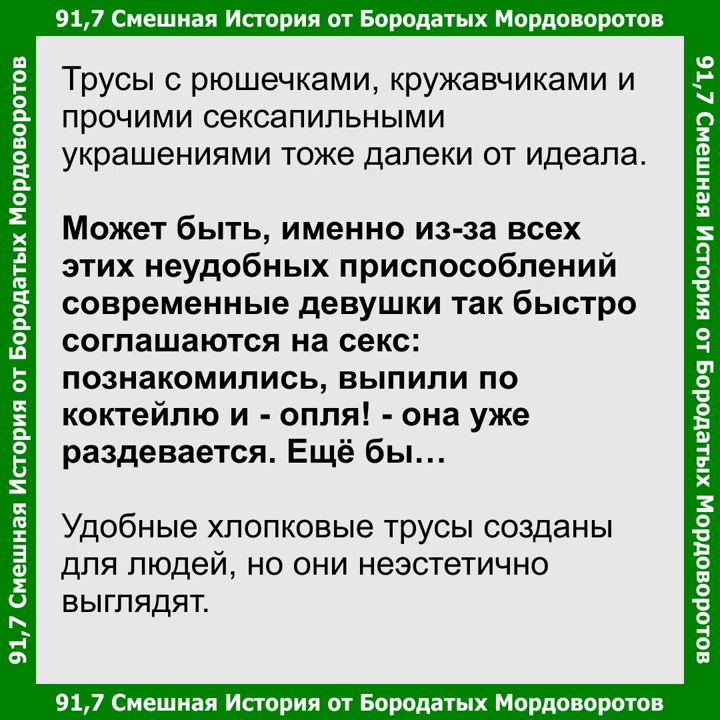 91,7 Смешная История от Бородатых Мордоворотов
Трусы с рюшечками, кружавчиками и
прочими сексапильными
украшениями тоже далеки от идеала.
Может быть, именно из-за всех
этих неудобных приспособлений
современные девушки так быстро
соглашаются на секс:
познакомились, выпили по
коктейлю и - опля! - она уже
раздевается. Ещё бы…
Удобные хлопковые трусы созданы
для людей, но они неэстетично
выглядят.
91,7 Смешная История от Бородатых Мордоворотов
91,7 Смешная История от Бородатых Мордоворотов
91,7 Смешная История от Бородатых Мордоворотов